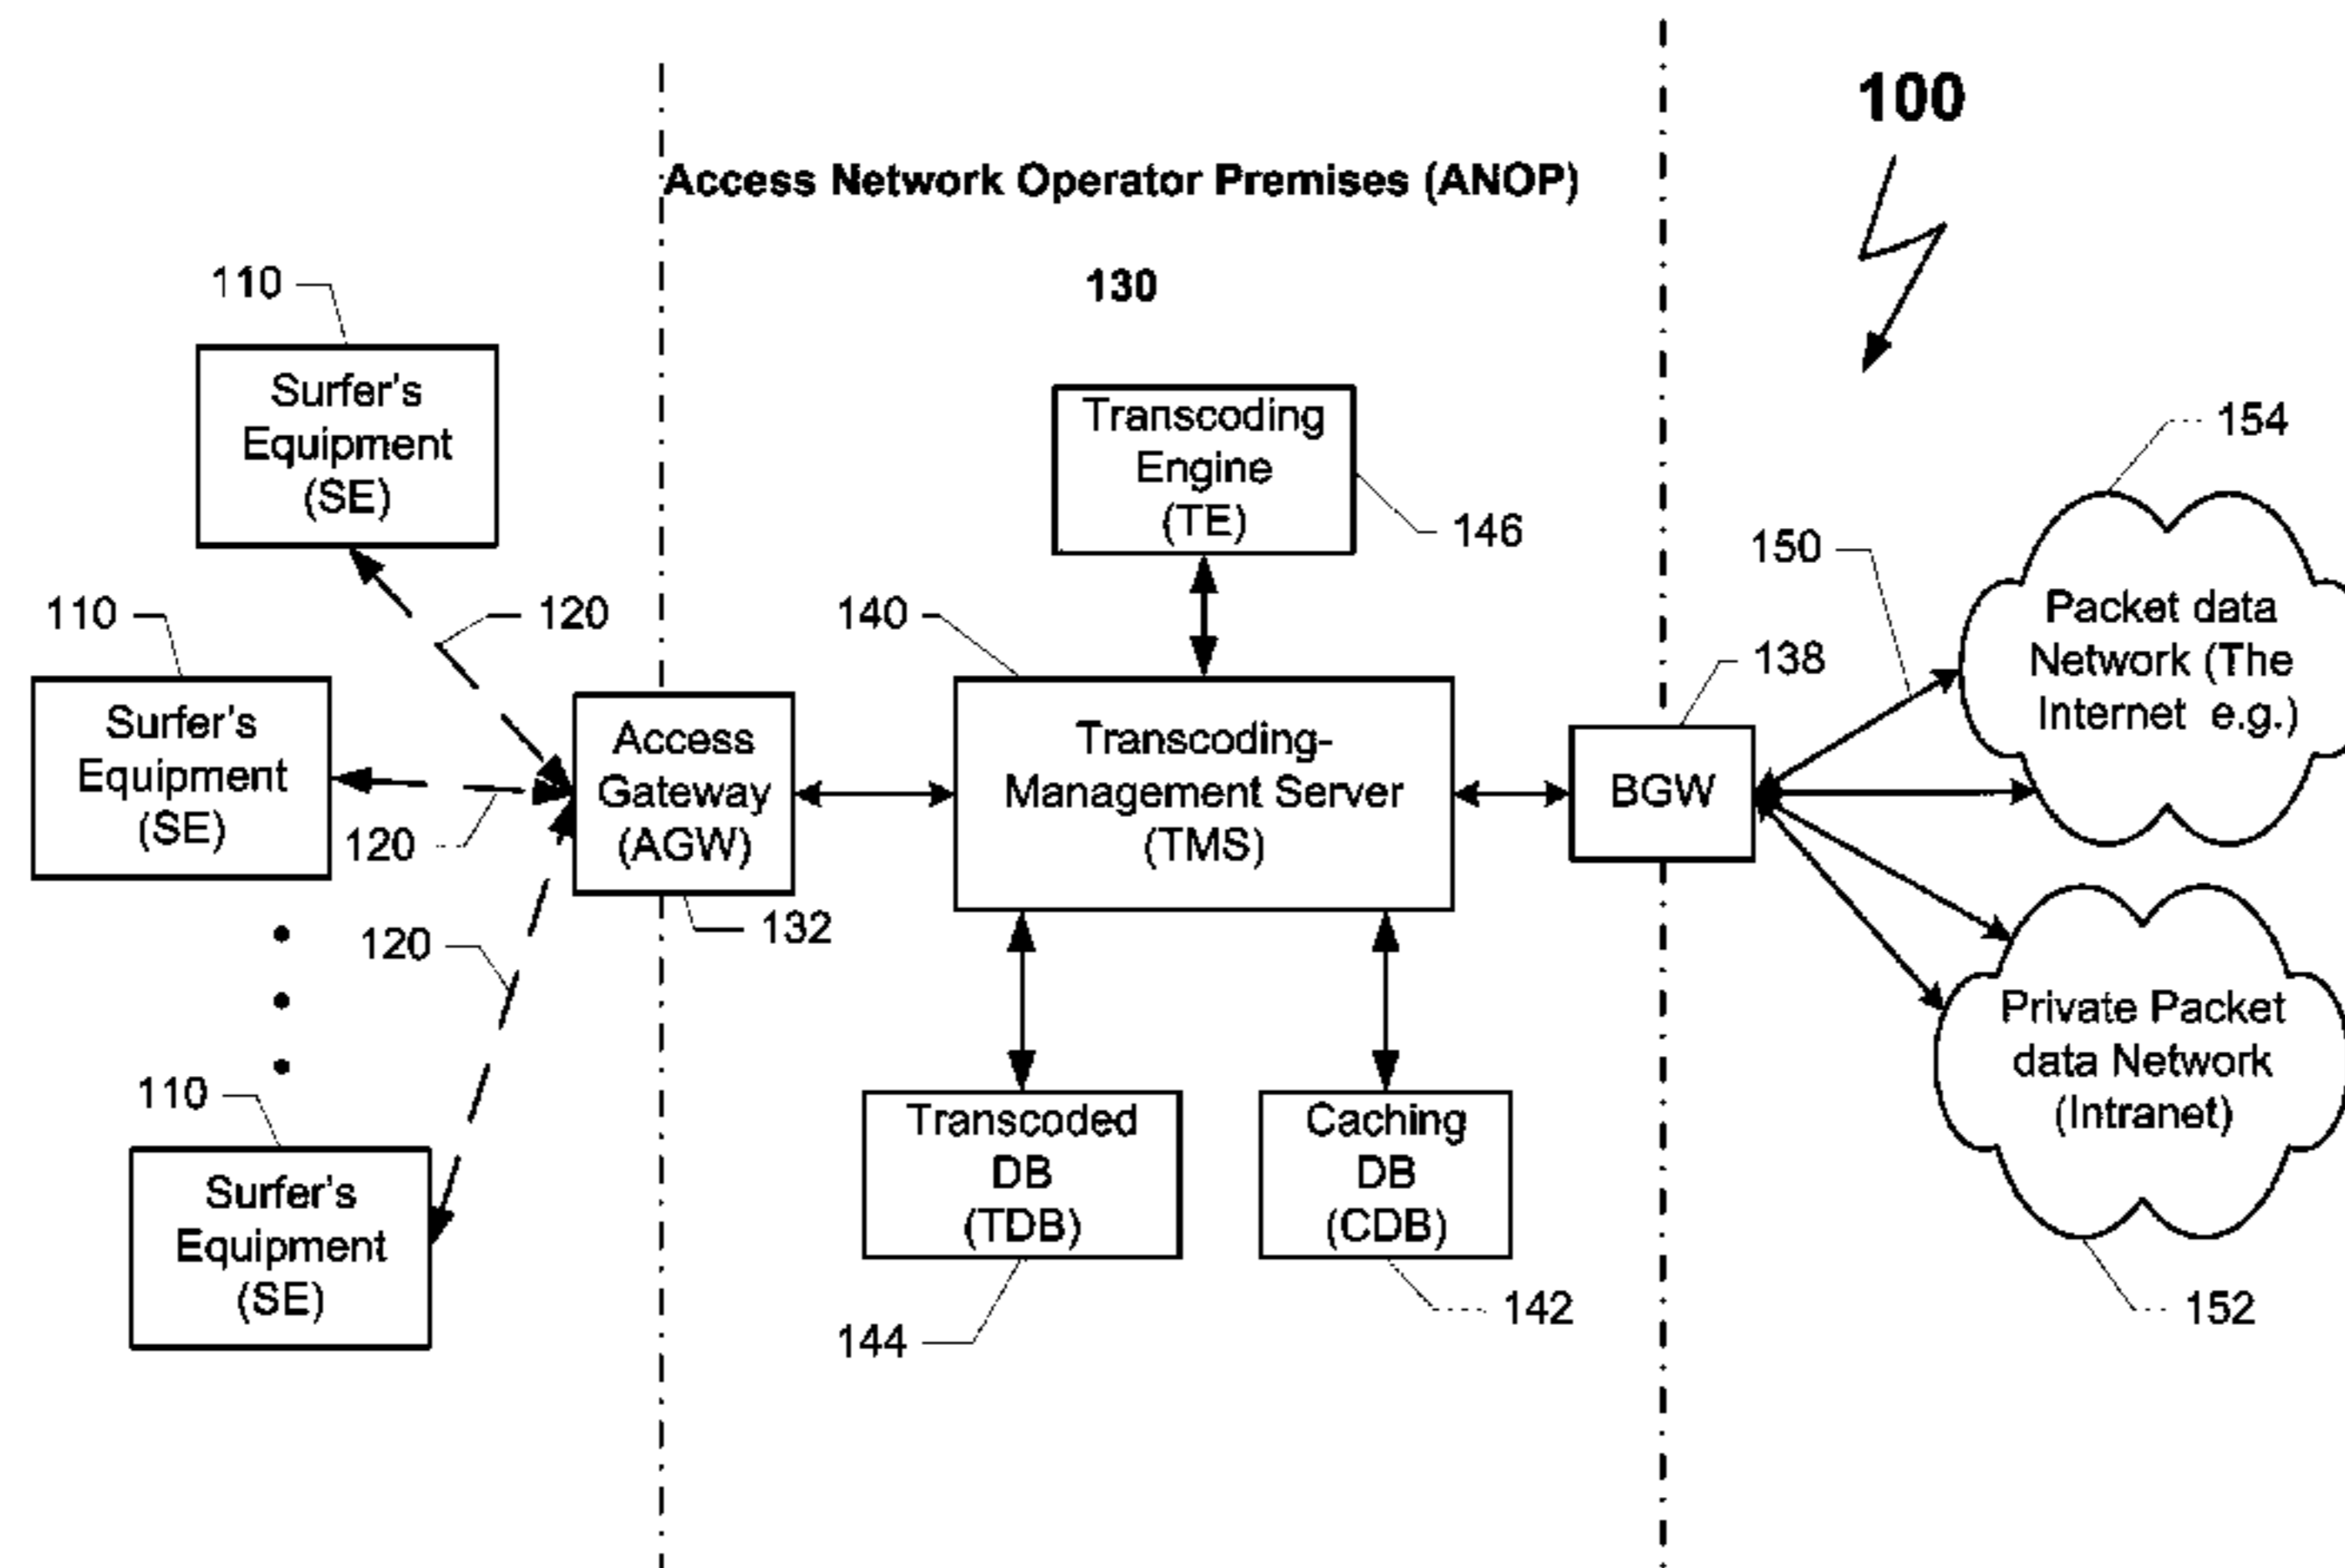 100
Access Network Operator Premises (ANOP)
130
110
Surfer's
Equipment
(SE)
120
110
Surfer's
Equipment
(SE)
120
120
110
Surfer's
Equipment
(SE)
Access
Gateway
(AGW)
132
Transcoding
Engine
(TE)
146
140
Transcoding-
Management Server
(TMS)
Transcoded
DB
(TDB)
144
Caching
DB
(CDB)
142
138
BGW
150
154
Packet data
Network (The
Internet e.g.)
Private Packet
data Network
(Intranet)
152